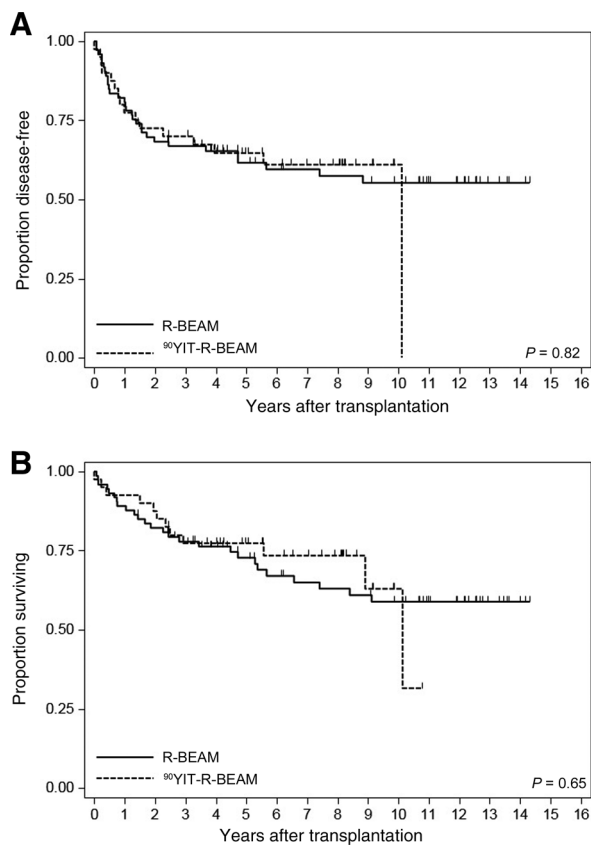 A
1.00
0.75
0.50
0.25
0.00
Proportion disease-free
R-BEAM
⁹⁰YIT-R-BEAM
P = 0.82
0 1 2 3 4 5 6 7 8 9 10 11 12 13 14 15 16
Years after transplantation
B
1.00
0.75
0.50
0.25
0.00
Proportion surviving
R-BEAM
⁹⁰YIT-R-BEAM
P = 0.65
0 1 2 3 4 5 6 7 8 9 10 11 12 13 14 15 16
Years after transplantation